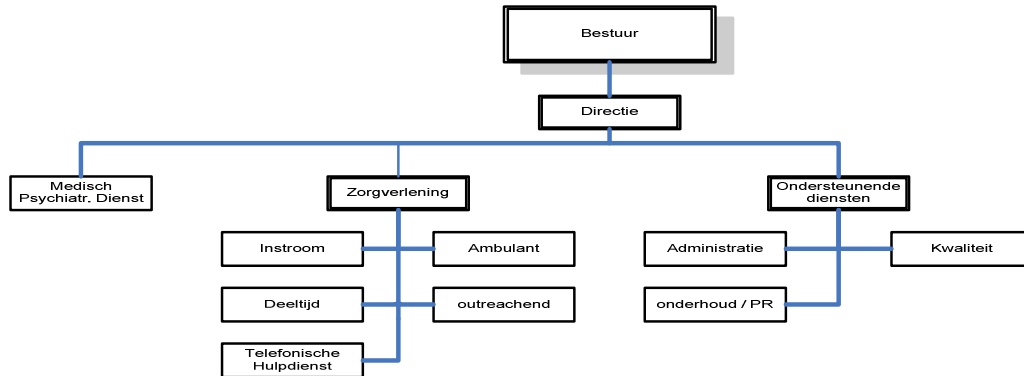 Bestuur
Directie
Medisch
Psychiatr. Dienst
Zorgverlening
Ondersteunende
diensten
Instroom
Ambulant
Administratie
Kwaliteit
Deeltijd
outreachend
onderhoud / PR
Telefonische
Hulpdienst